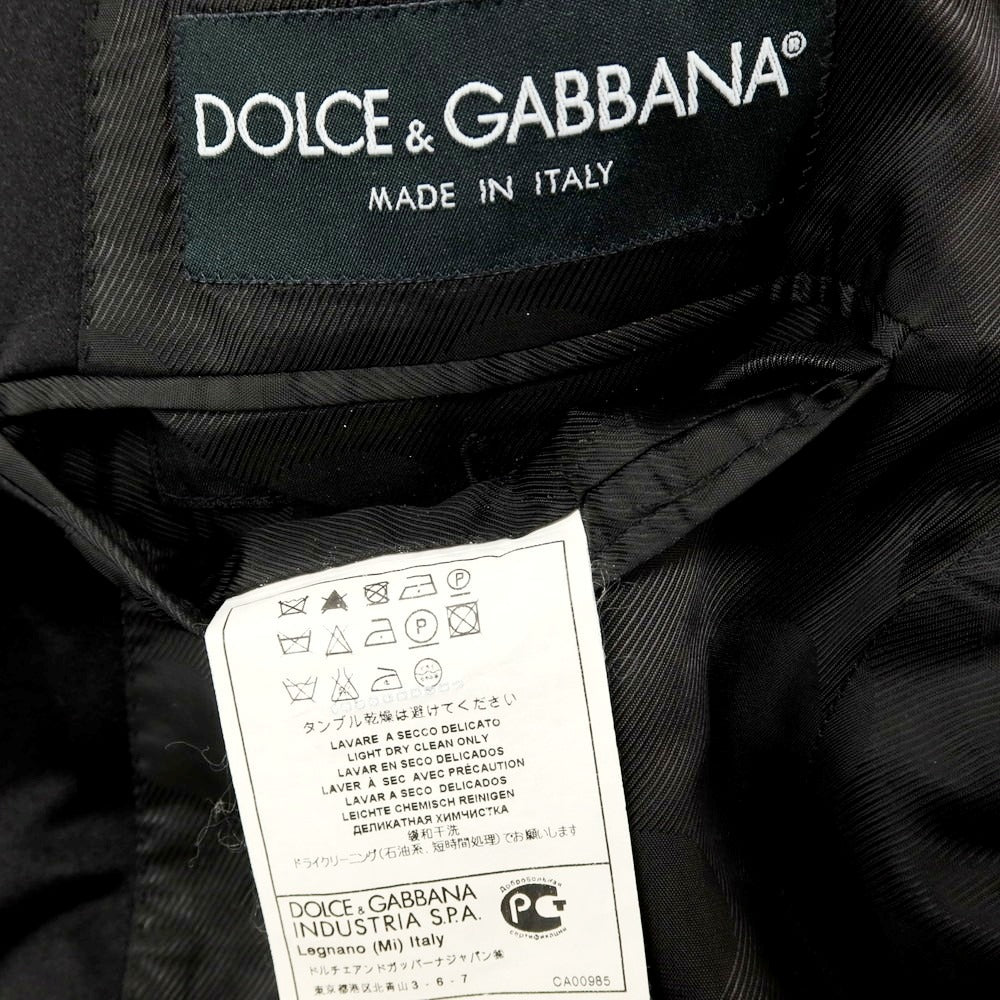 DOLCE & GABBANA®
MADE IN ITALY
P
P
タンブル乾燥は避けてください
LAVARE A SECCO DELICATO
LIGHT DRY CLEAN ONLY
LAVAR EN SECO DELICADOS
LAVER À SEC AVEC PRÉCAUTION
LAVAR A SECO DELICADOS
LEICHTE CHEMISCH REINIGEN
ДЕЛИКАТНАЯ ХИМЧИСТКА
缓和干洗
ドライクリーニング(石油系、短時間処理)でお願いします
DOLCE & GABBANA
INDUSTRIA S.P.A.
Legnano (Mi) Italy
ドルチェアンドガッバーナジャパン㈱
東京都港区北青山3-6-7
Добровольная
РСТ
сертификация
CA00985